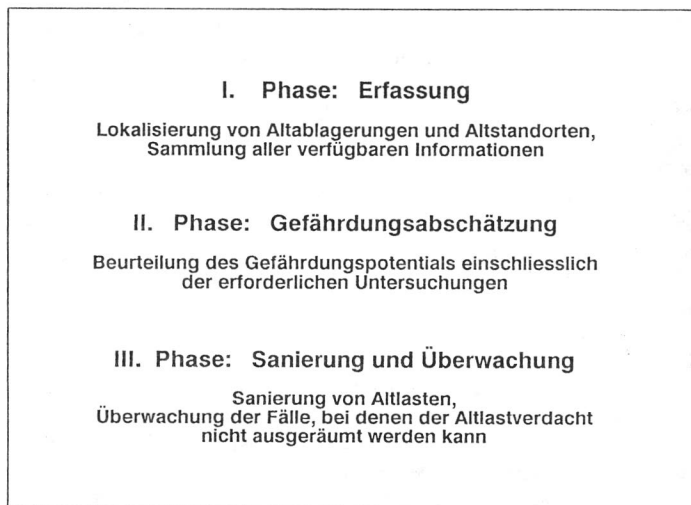 I. Phase: Erfassung
Lokalisierung von Altablagerungen und Altstandorten,
Sammlung aller verfügbaren Informationen
II. Phase: Gefährdungsabschätzung
Beurteilung des Gefährdungspotentials einschliesslich
der erforderlichen Untersuchungen
III. Phase: Sanierung und Überwachung
Sanierung von Altlasten,
Überwachung der Fälle, bei denen der Altlastverdacht
nicht ausgeräumt werden kann